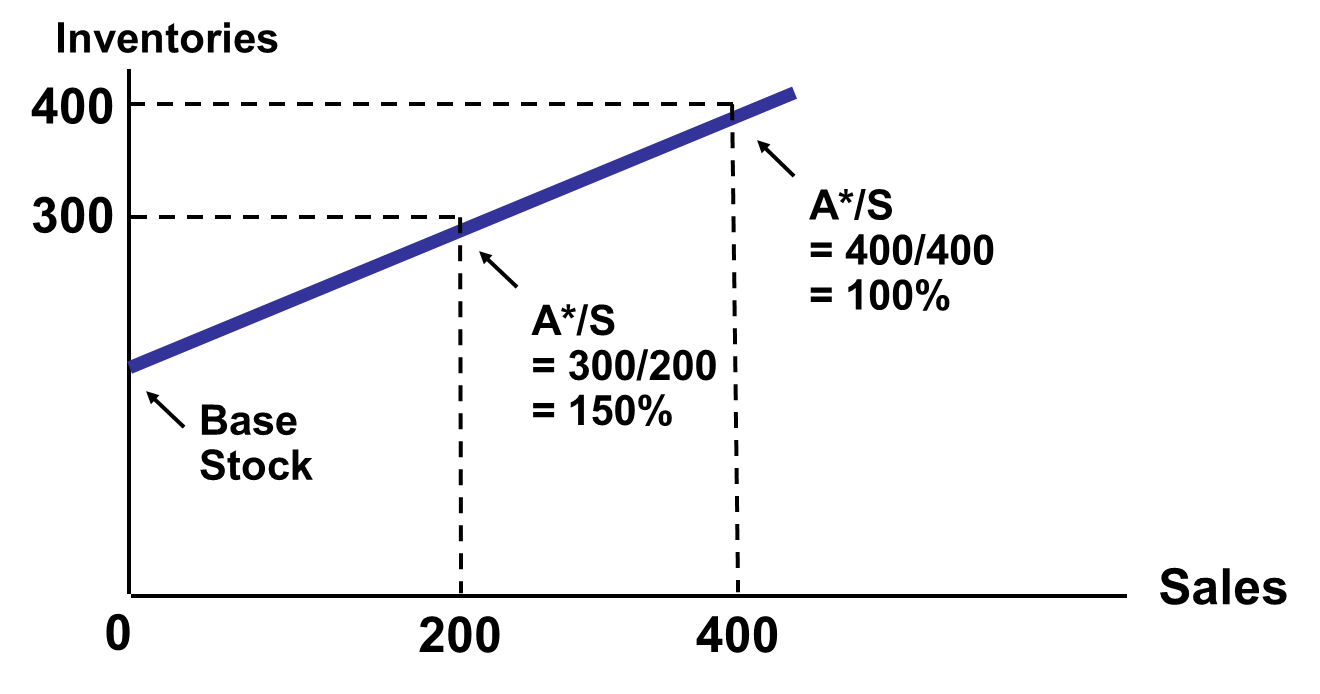 Inventories
400
300
A*/S
= 400/400
= 100%
A*/S
= 300/200
= 150%
Base
Stock
Sales
0
200
400